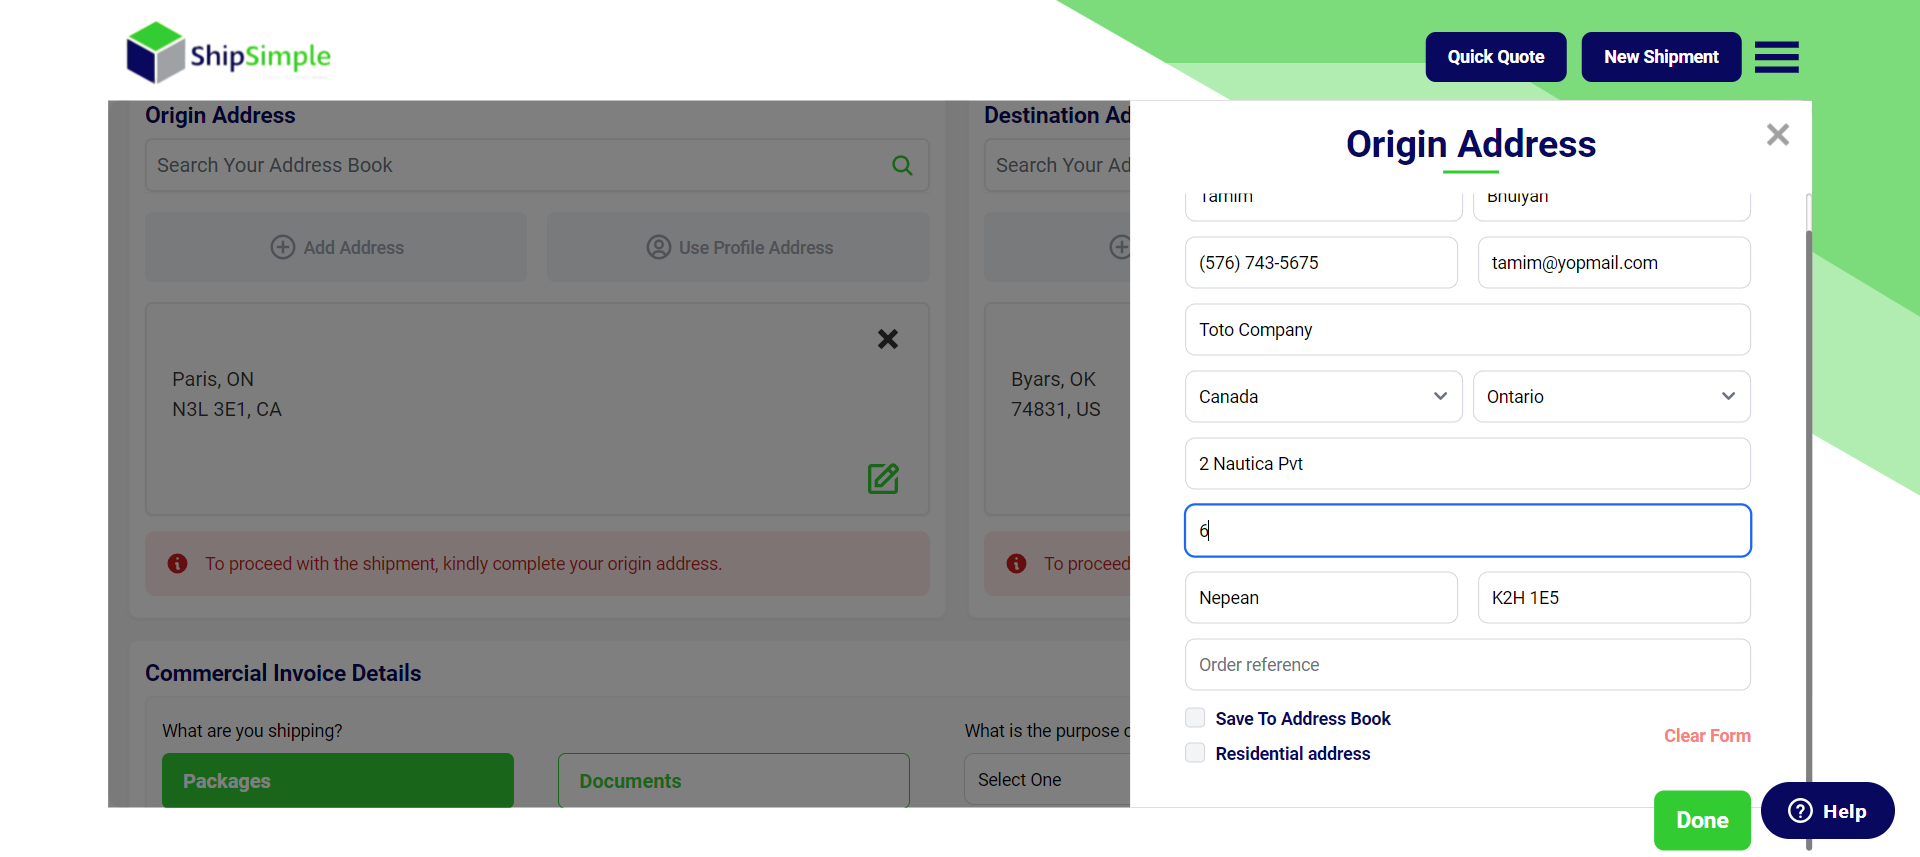 ShipSimple
Quick Quote
New Shipment
Origin Address
Search Your Address Book
Add Address
Use Profile Address
Paris, ON
N3L 3E1, CA
To proceed with the shipment, kindly complete your origin address.
Destination Ad
Search Your Ad
Byars, OK
74831, US
To proceed
Commercial Invoice Details
What are you shipping?
Packages
Documents
What is the purpose
Select One
Origin Address
Tamim
Bhuiyan
(576) 743-5675
tamim@yopmail.com
Toto Company
Canada
Ontario
2 Nautica Pvt
6
Nepean
K2H 1E5
Order reference
Save To Address Book
Residential address
Clear Form
Done
Help